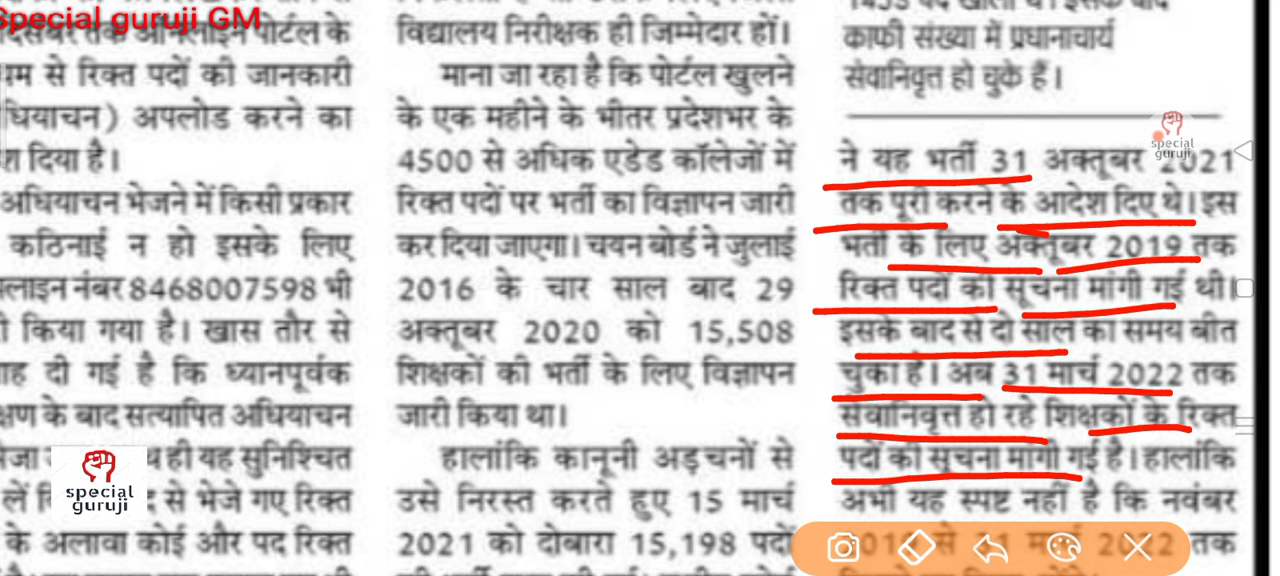 Special guruji GM
दिसंबर तक ऑनलाइन पोर्टल के
से रिक्त पदों की जानकारी
अपलोड करने का
दिया है।
अधियाचन भेजने में किसी प्रकार
कठिनाई न हो इसके लिए
नंबर 8468007598 भी
किया गया है। खास तौर से
दी गई है कि ध्यानपूर्वक
के बाद सत्यापित अधियाचन
ही यह सुनिश्चित
से भेजे गए रिक्त
के अलावा कोई और पद रिक्त
special
guruji
विद्यालय निरीक्षक ही जिम्मेदार हों।
माना जा रहा है कि पोर्टल खुलने
के एक महीने के भीतर प्रदेशभर के
4500 से अधिक एडेड कॉलेजों में
रिक्त पदों पर भर्ती का विज्ञापन जारी
कर दिया जाएगा। चयन बोर्ड ने जुलाई
2016 के चार साल बाद 29
अक्तूबर 2020 को 15,508
शिक्षकों की भर्ती के लिए विज्ञापन
जारी किया था।
हालांकि कानूनी अड़चनों से
उसे निरस्त करते हुए 15 मार्च
2021 को दोबारा 15,198 पदों
काफी संख्या में प्रधानाचार्य
सेवानिवृत्त हो चुके हैं।
special
guruji
ने यह भर्ती 31 अक्तूबर 2021
तक पूरी करने के आदेश दिए थे। इस
भर्ती के लिए अक्तूबर 2019 तक
रिक्त पदों की सूचना मांगी गई थी।
इसके बाद से दो साल का समय बीत
चुका है। अब 31 मार्च 2022 तक
सेवानिवृत्त हो रहे शिक्षकों के रिक्त
पदों की सूचना मांगी गई है। हालांकि
अभी यह स्पष्ट नहीं है कि नवंबर
से 2022 तक